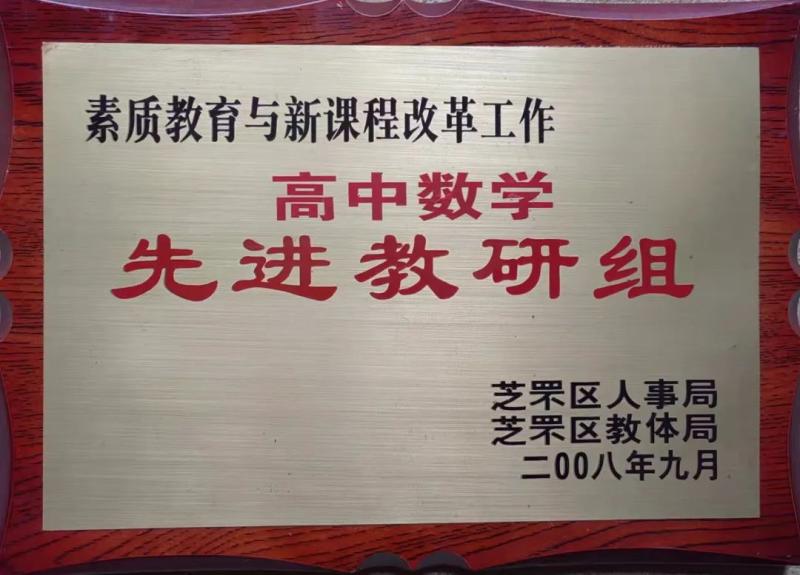 素质教育与新课程改革工作
高中数学
先进教研组
芝罘区人事局
芝罘区教体局
二00八年九月